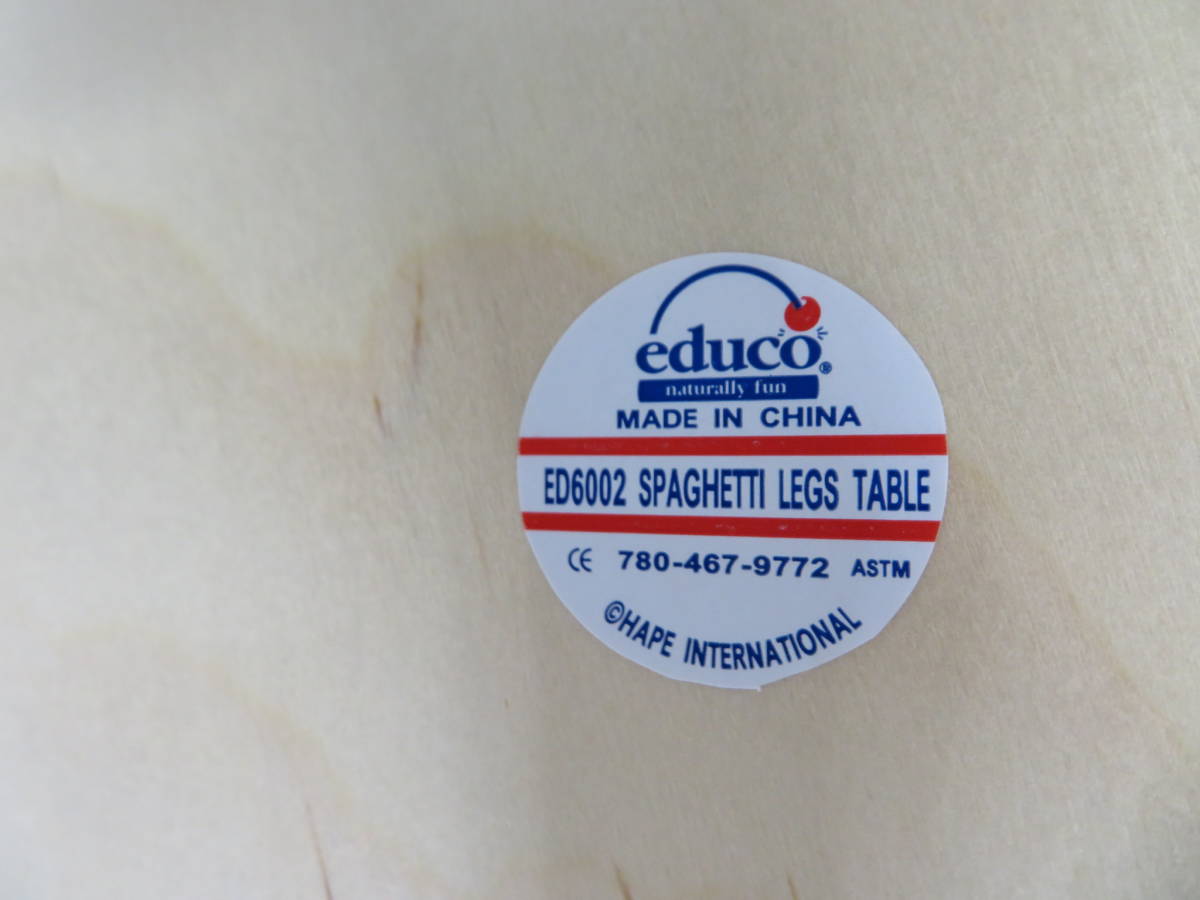 educo®
naturally fun
MADE IN CHINA
ED6002 SPAGHETTI LEGS TABLE
CE 780-467-9772 ASTM
©HAPE INTERNATIONAL